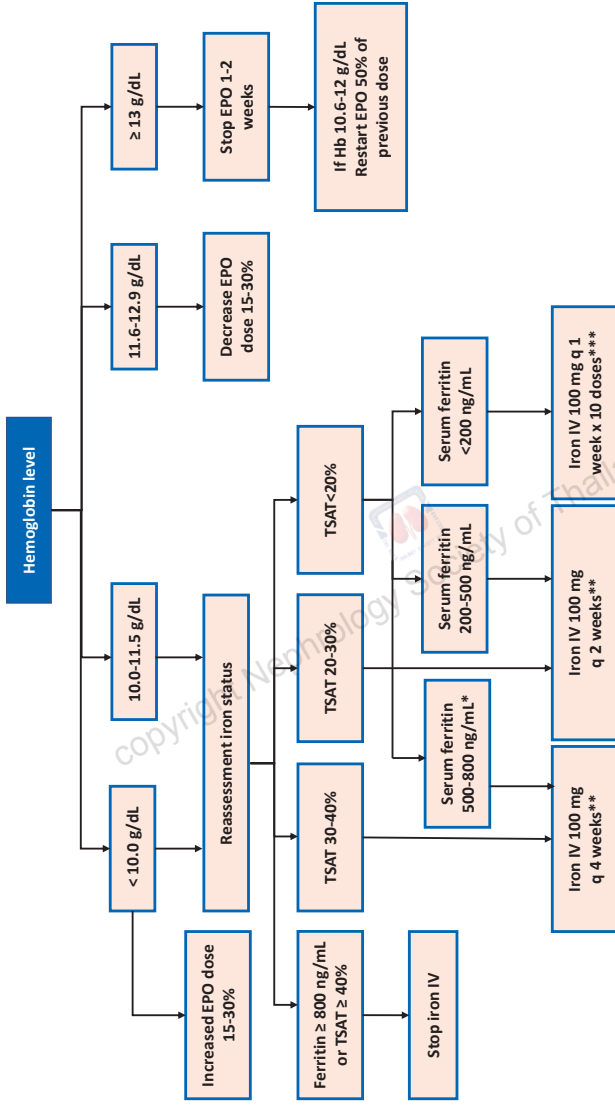 Hemoglobin level
< 10.0 g/dL
10.0-11.5 g/dL
11.6-12.9 g/dL
≥ 13 g/dL
Increased EPO dose
15-30%
Reassessment iron status
Decrease EPO
dose 15-30%
Stop EPO 1-2
weeks
If Hb 10.6-12 g/dL
Restart EPO 50% of
previous dose
Ferritin ≥ 800 ng/mL
or TSAT ≥ 40%
TSAT 30-40%
TSAT 20-30%
TSAT<20%
Stop iron IV
Serum ferritin
500-800 ng/mL*
Serum ferritin
200-500 ng/mL
Serum ferritin
<200 ng/mL
Iron IV 100 mg
q 4 weeks**
Iron IV 100 mg
q 2 weeks**
Iron IV 100 mg q 1
week x 10 doses***
copyright Nephrology Society of Thaila